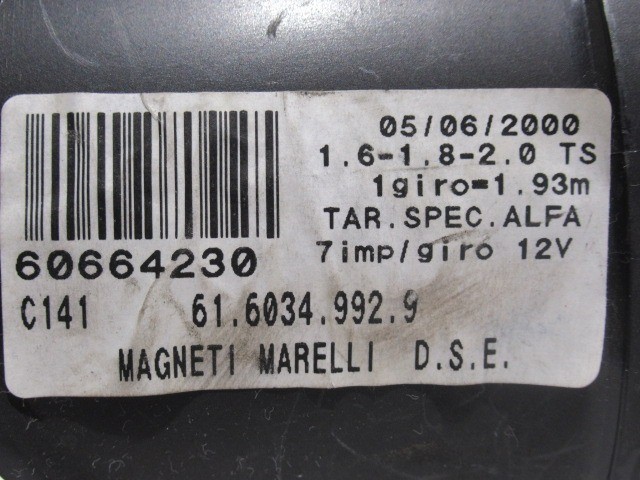 05/06/2000
1.6-1.8-2.0 TS
1giro=1.93m
TAR.SPEC.ALFA
7imp/giro 12V
60664230
C141 61.6034.992.9
MAGNETI MARELLI D.S.E.